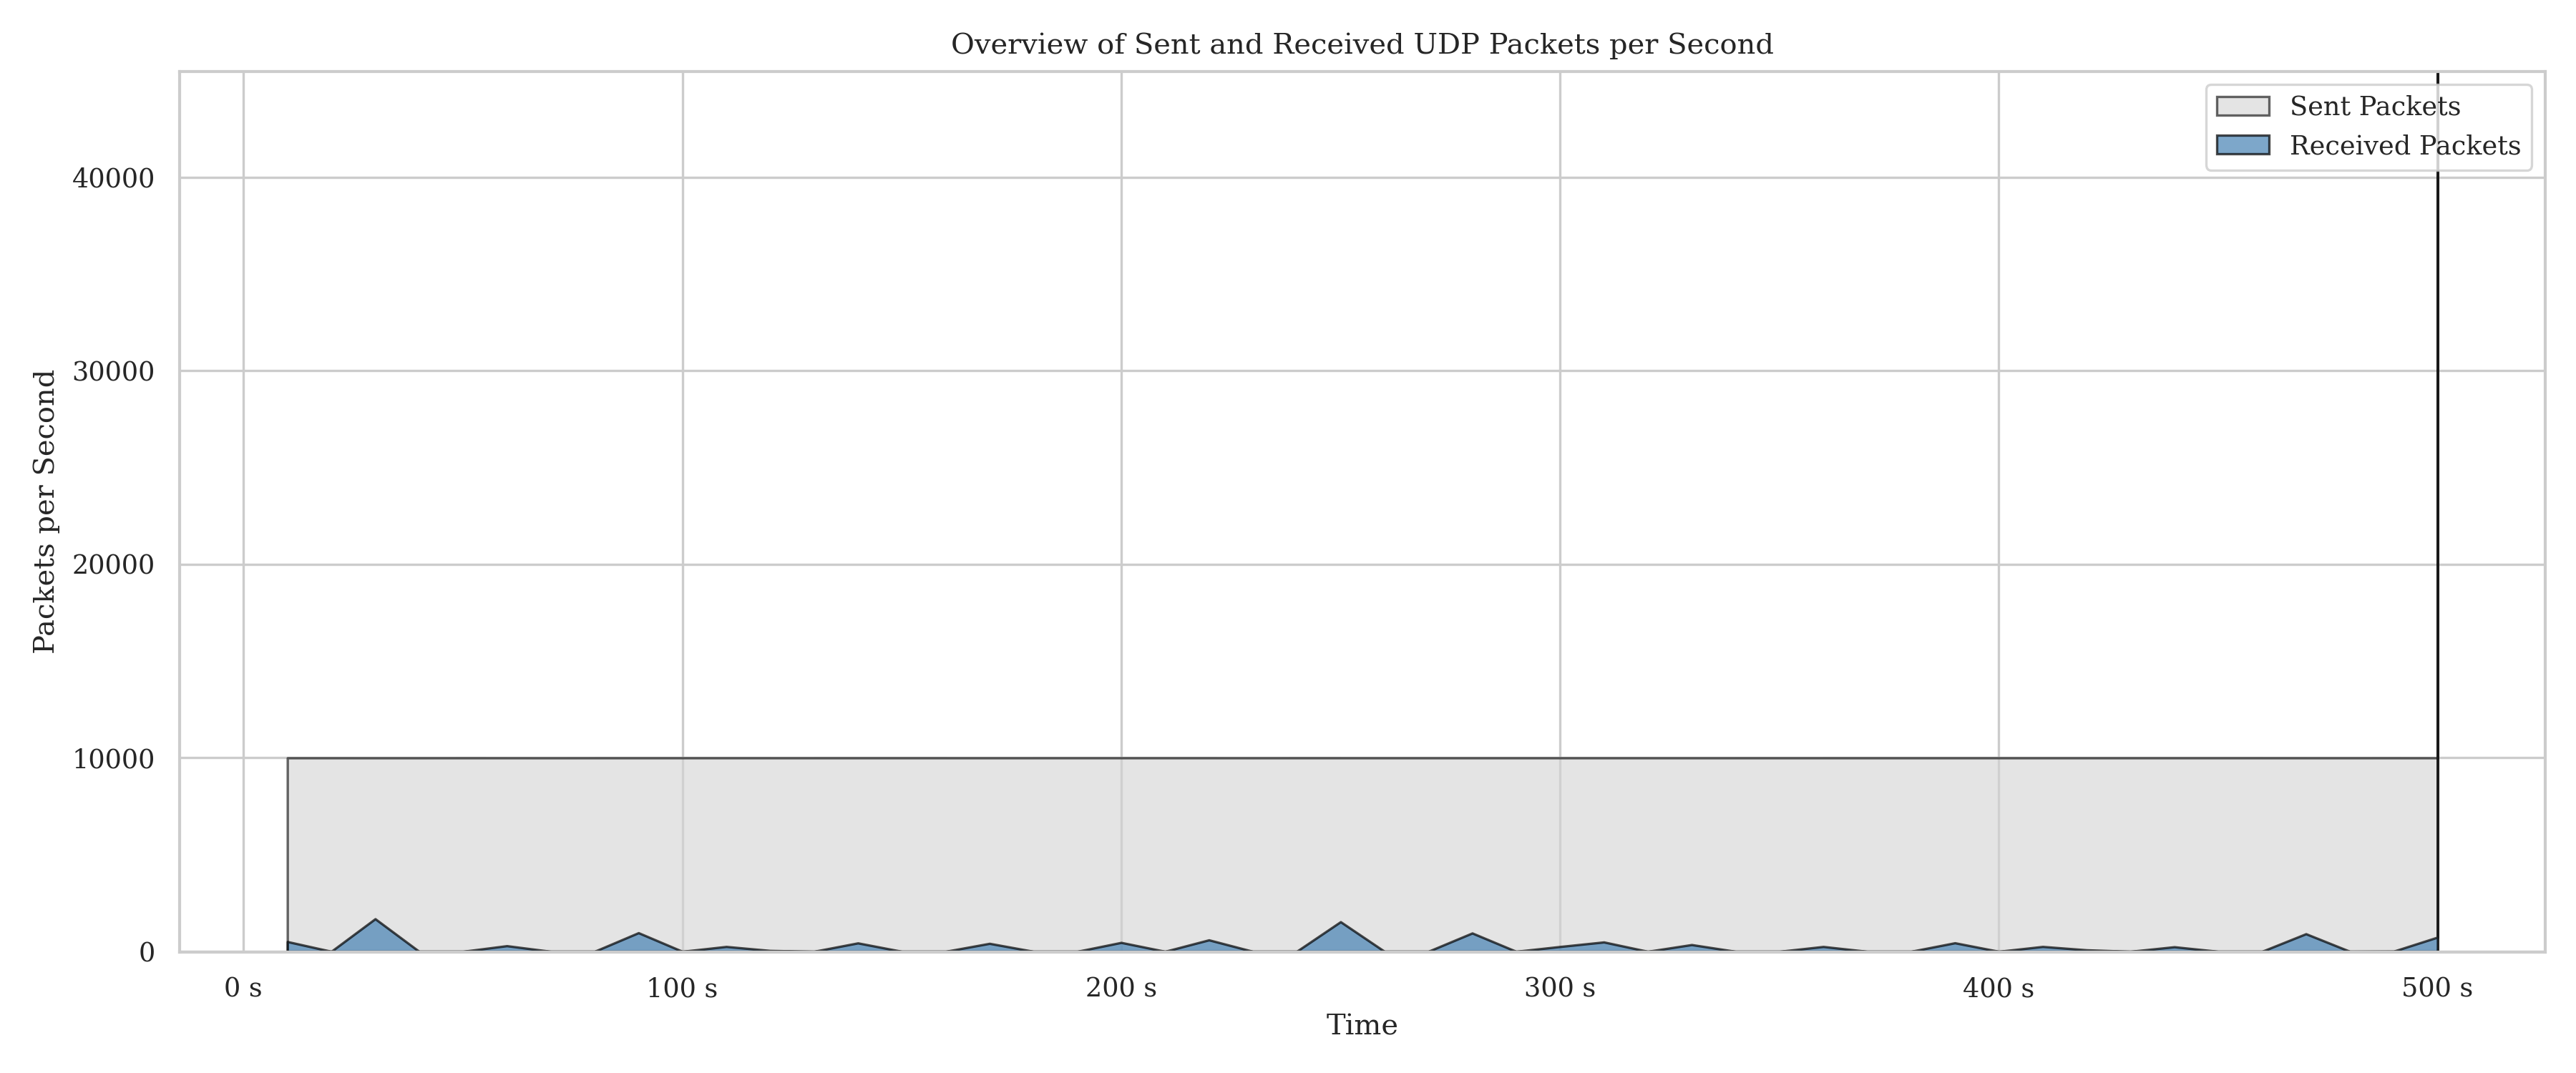 Overview of Sent and Received UDP Packets per Second
Sent Packets
Received Packets
Packets per Second
40000
30000
20000
10000
0
0 s 100 s 200 s 300 s 400 s 500 s
Time